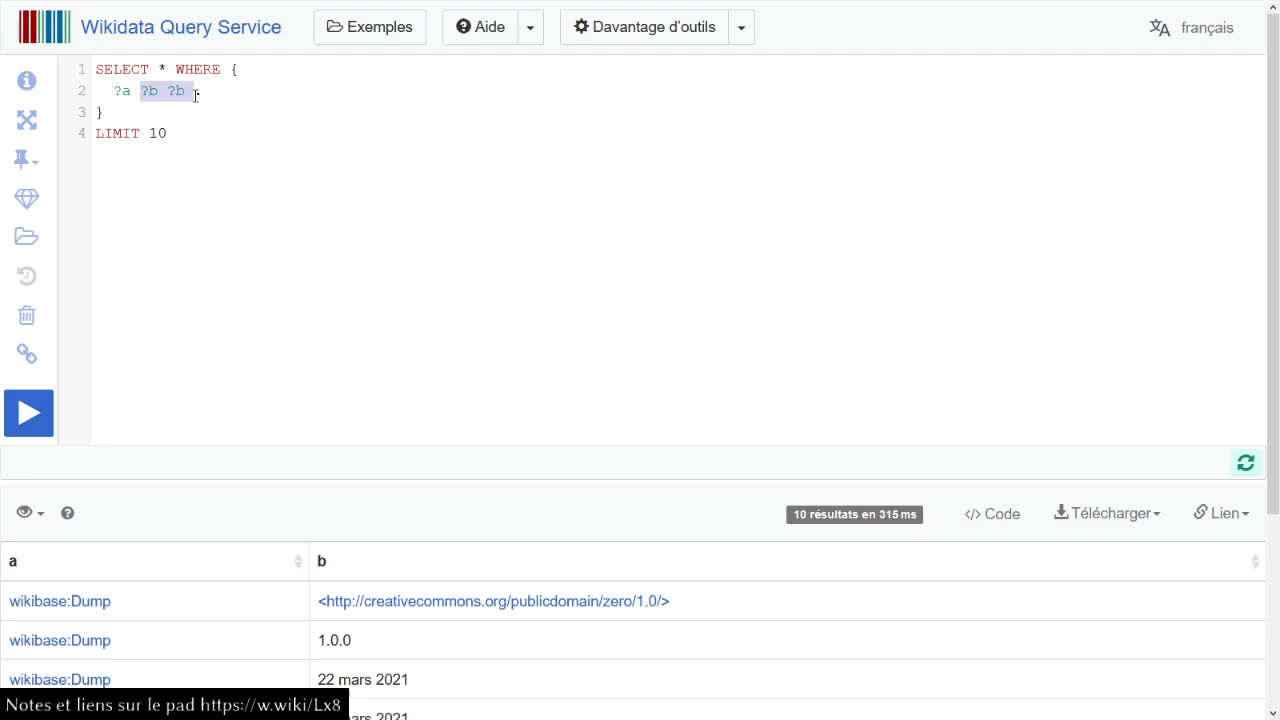 Wikidata Query Service
Exemples
Aide
Davantage d'outils
français
1 SELECT * WHERE {
2 ?a ?b ?b .
3 }
4 LIMIT 10
10 résultats en 315 ms
</> Code
Télécharger
Lien
a b
wikibase:Dump <http://creativecommons.org/publicdomain/zero/1.0/>
wikibase:Dump 1.0.0
wikibase:Dump 22 mars 2021
mars 2021
Notes et liens sur le pad https://w.wiki/Lx8